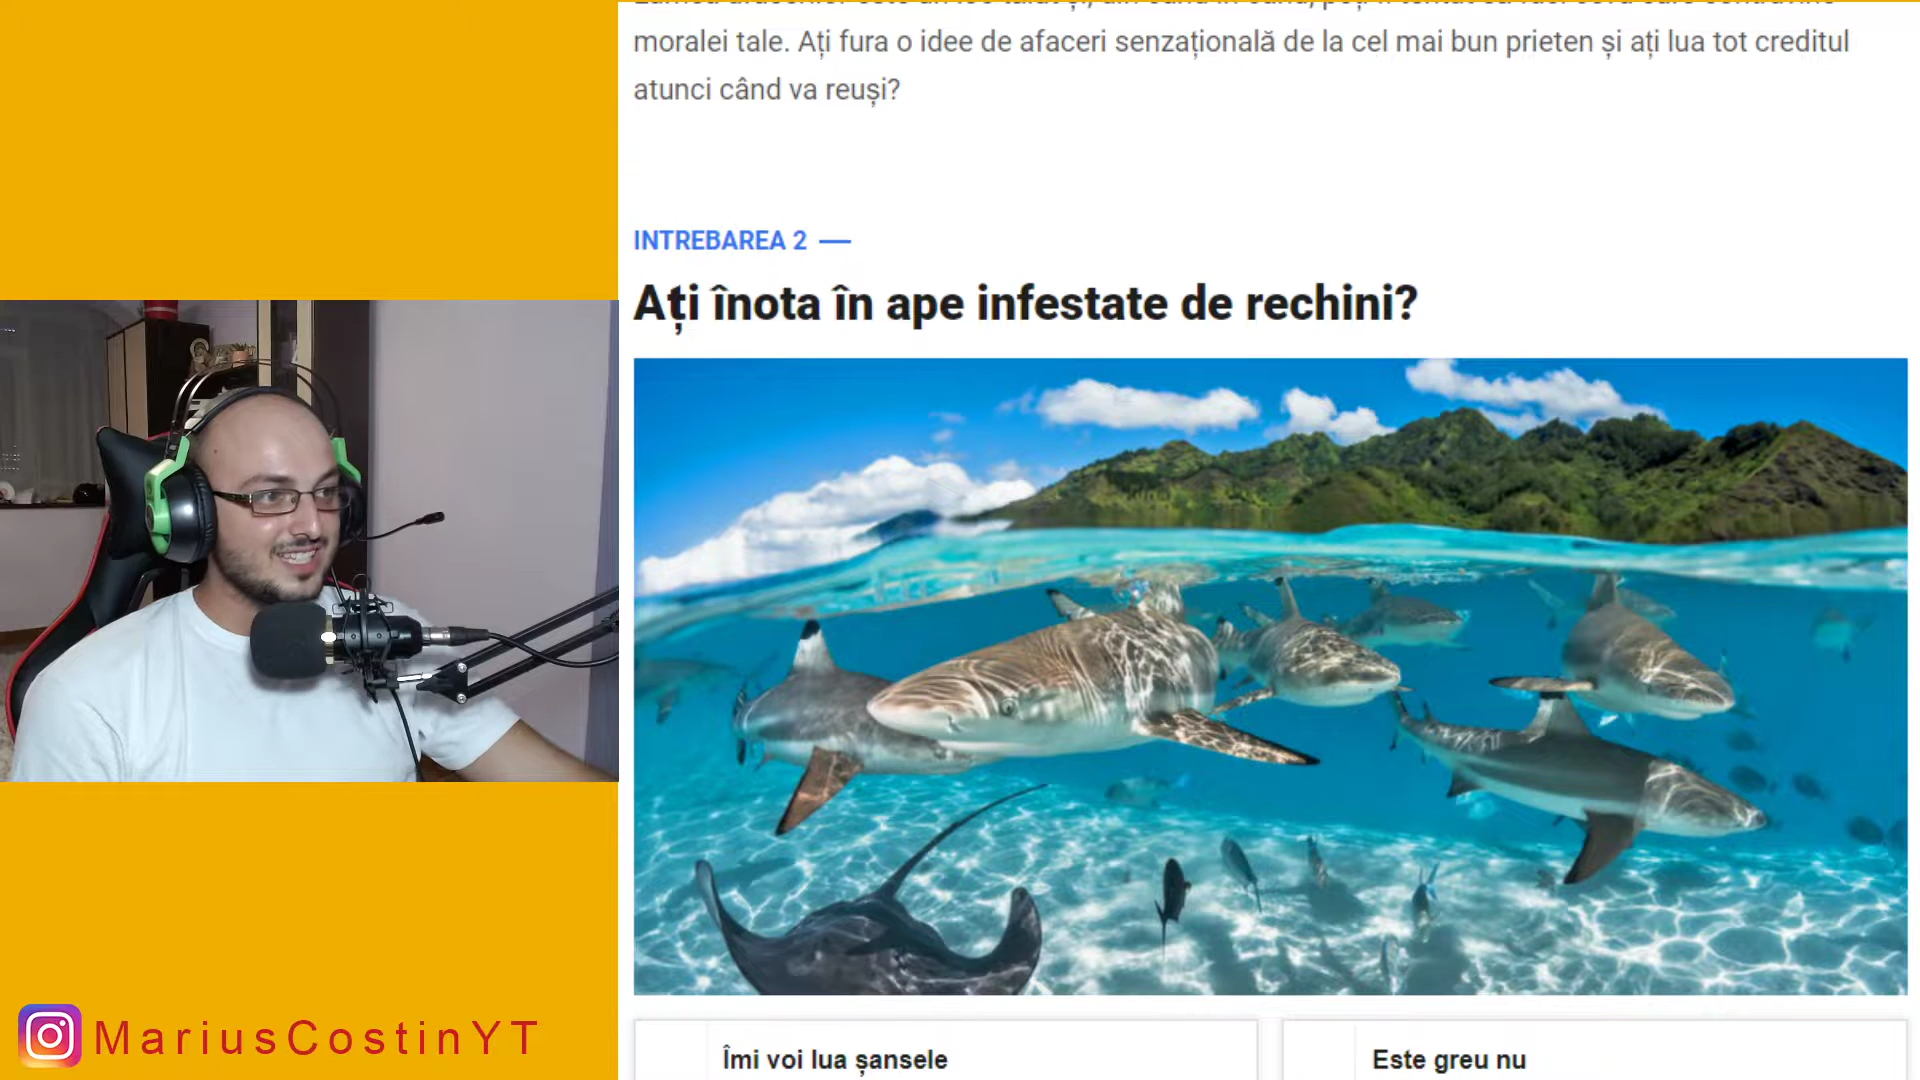 moralei tale. Ați fura o idee de afaceri senzațională de la cel mai bun prieten și ați lua tot creditul
atunci când va reuși?
INTREBAREA 2
Ați înota în ape infestate de rechini?
Îmi voi lua șansele
Este greu nu
MariusCostinYT